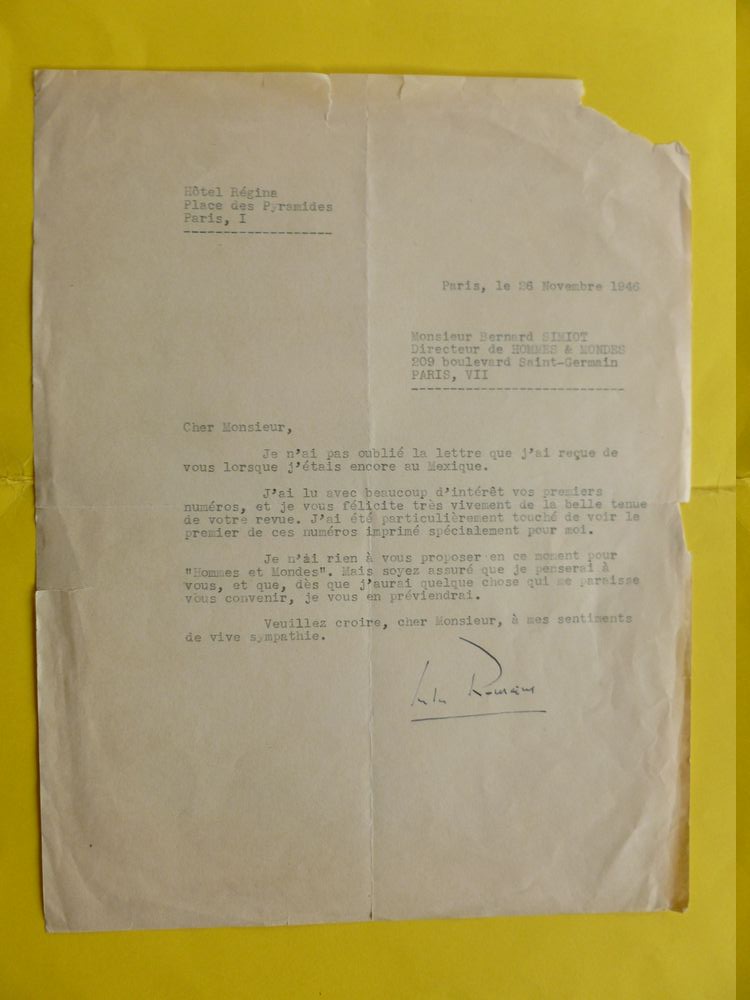 Hôtel Régina
Place des Pyramides
Paris, I
--------------------
Paris, le 26 Novembre 1946
Monsieur Bernard SIMIOT
Directeur de HOMMES & MONDES
209 boulevard Saint-Germain
PARIS, VII
-----------------------------
Cher Monsieur,
Je n'ai pas oublié la lettre que j'ai reçue de
vous lorsque j'étais encore au Mexique.
J'ai lu avec beaucoup d'intérêt vos premiers
numéros, et je vous félicite très vivement de la belle tenue
de votre revue. J'ai été particulièrement touché de voir le
premier de ces numéros imprimé spécialement pour moi.
Je n'ai rien à vous proposer en ce moment pour
"Hommes et Mondes". Mais soyez assuré que je penserai à
vous, et que, dès que j'aurai quelque chose qui me paraisse
vous convenir, je vous en préviendrai.
Veuillez croire, cher Monsieur, à mes sentiments
de vive sympathie.
Jules Romains